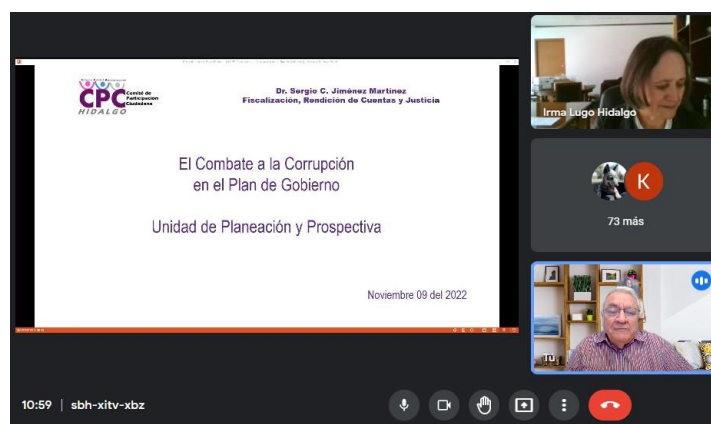 CPC Comité de
Participación
Ciudadana
HIDALGO
Dr. Sergio C. Jiménez Martínez
Fiscalización, Rendición de Cuentas y Justicia
El Combate a la Corrupción
en el Plan de Gobierno
Unidad de Planeación y Prospectiva
Noviembre 09 del 2022
Irma Lugo Hidalgo
K
73 más
Tú
10:59 | sbh-xitv-xbz